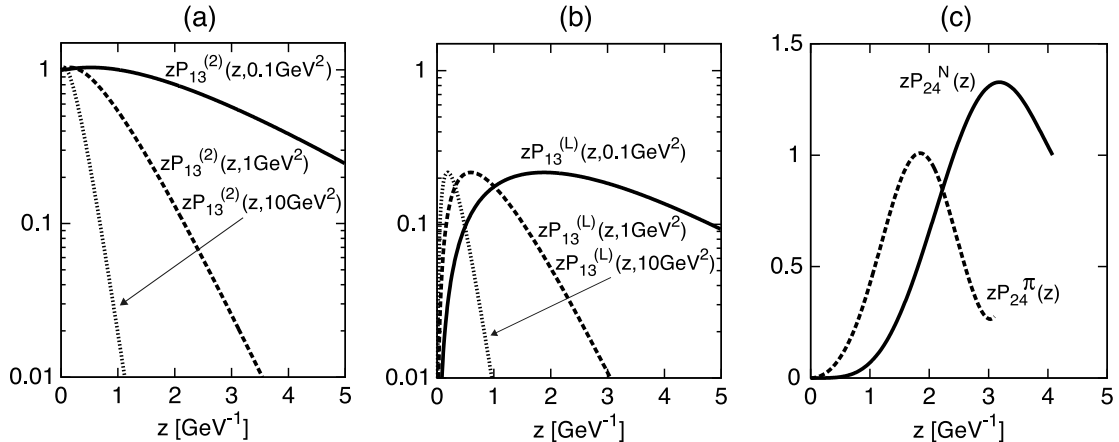 (a)
1
0.1
0.01
zP₁₃⁽²⁾(z,0.1GeV²)
zP₁₃⁽²⁾(z,1GeV²)
zP₁₃⁽²⁾(z,10GeV²)
0 1 2 3 4 5
z [GeV⁻¹]
(b)
1
0.1
0.01
zP₁₃⁽ᴸ⁾(z,0.1GeV²)
zP₁₃⁽ᴸ⁾(z,1GeV²)
zP₁₃⁽ᴸ⁾(z,10GeV²)
0 1 2 3 4 5
z [GeV⁻¹]
(c)
1.5
1
0.5
0
zP₂₄ᴺ(z)
zP₂₄^π(z)
0 1 2 3 4 5
z [GeV⁻¹]